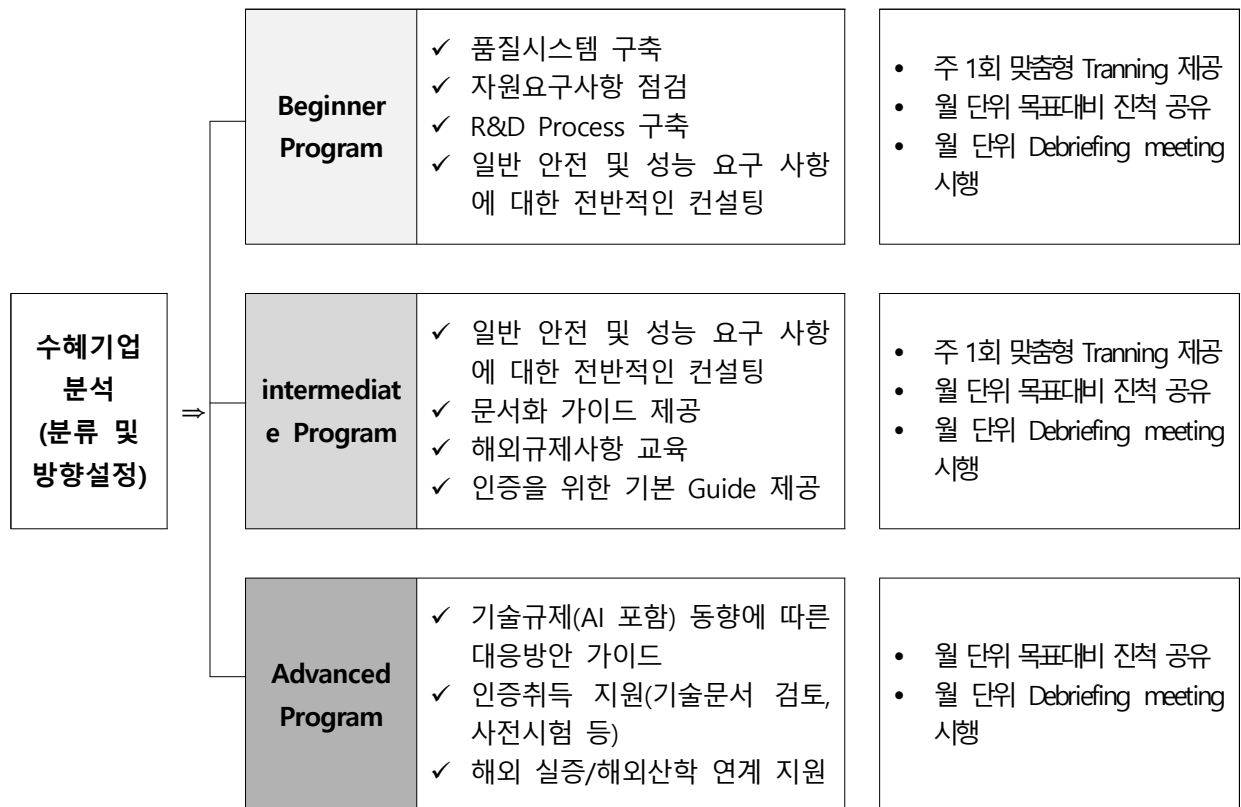 수혜기업
분석
(분류 및
방향설정)
⇒
Beginner
Program
✓ 품질시스템 구축
✓ 자원요구사항 점검
✓ R&D Process 구축
✓ 일반 안전 및 성능 요구 사항
에 대한 전반적인 컨설팅
• 주 1회 맞춤형 Tranning 제공
• 월 단위 목표대비 진척 공유
• 월 단위 Debriefing meeting
시행
intermediat
e Program
✓ 일반 안전 및 성능 요구 사항
에 대한 전반적인 컨설팅
✓ 문서화 가이드 제공
✓ 해외규제사항 교육
✓ 인증을 위한 기본 Guide 제공
• 주 1회 맞춤형 Tranning 제공
• 월 단위 목표대비 진척 공유
• 월 단위 Debriefing meeting
시행
Advanced
Program
✓ 기술규제(AI 포함) 동향에 따른
대응방안 가이드
✓ 인증취득 지원(기술문서 검토,
사전시험 등)
✓ 해외 실증/해외산학 연계 지원
• 월 단위 목표대비 진척 공유
• 월 단위 Debriefing meeting
시행